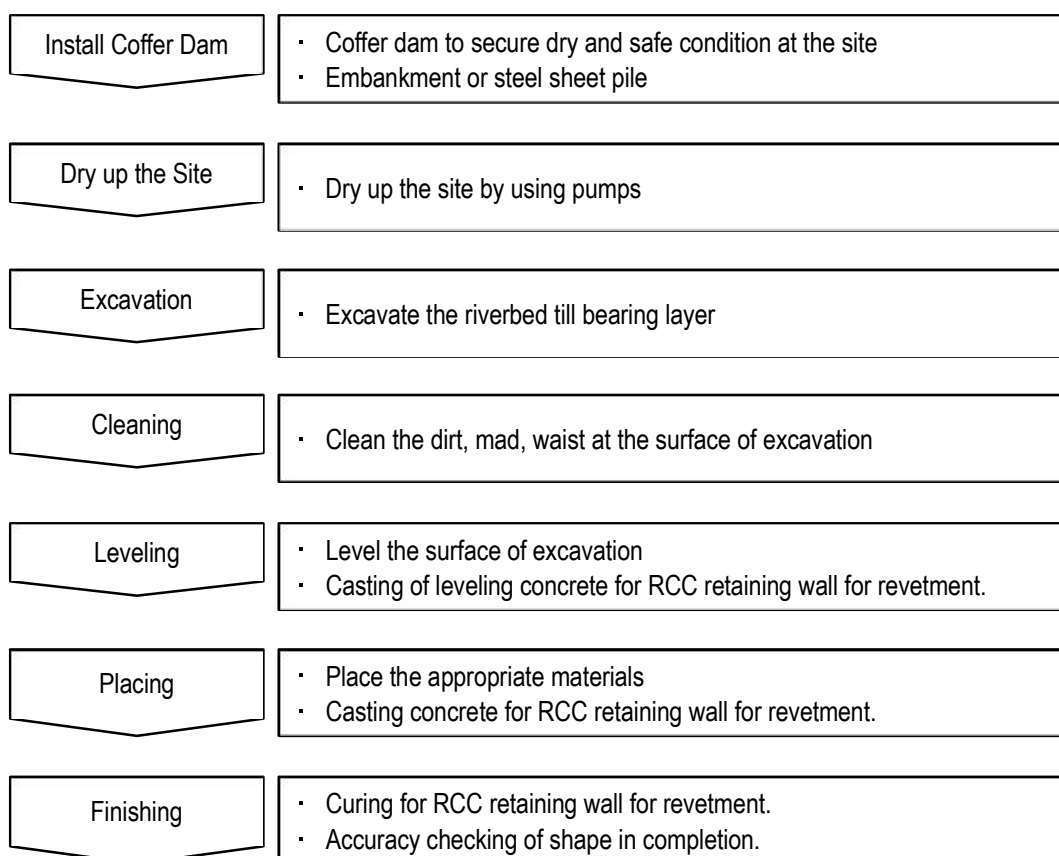 Install Coffer Dam
· Coffer dam to secure dry and safe condition at the site
· Embankment or steel sheet pile
Dry up the Site
· Dry up the site by using pumps
Excavation
· Excavate the riverbed till bearing layer
Cleaning
· Clean the dirt, mad, waist at the surface of excavation
Leveling
· Level the surface of excavation
· Casting of leveling concrete for RCC retaining wall for revetment.
Placing
· Place the appropriate materials
· Casting concrete for RCC retaining wall for revetment.
Finishing
· Curing for RCC retaining wall for revetment.
· Accuracy checking of shape in completion.